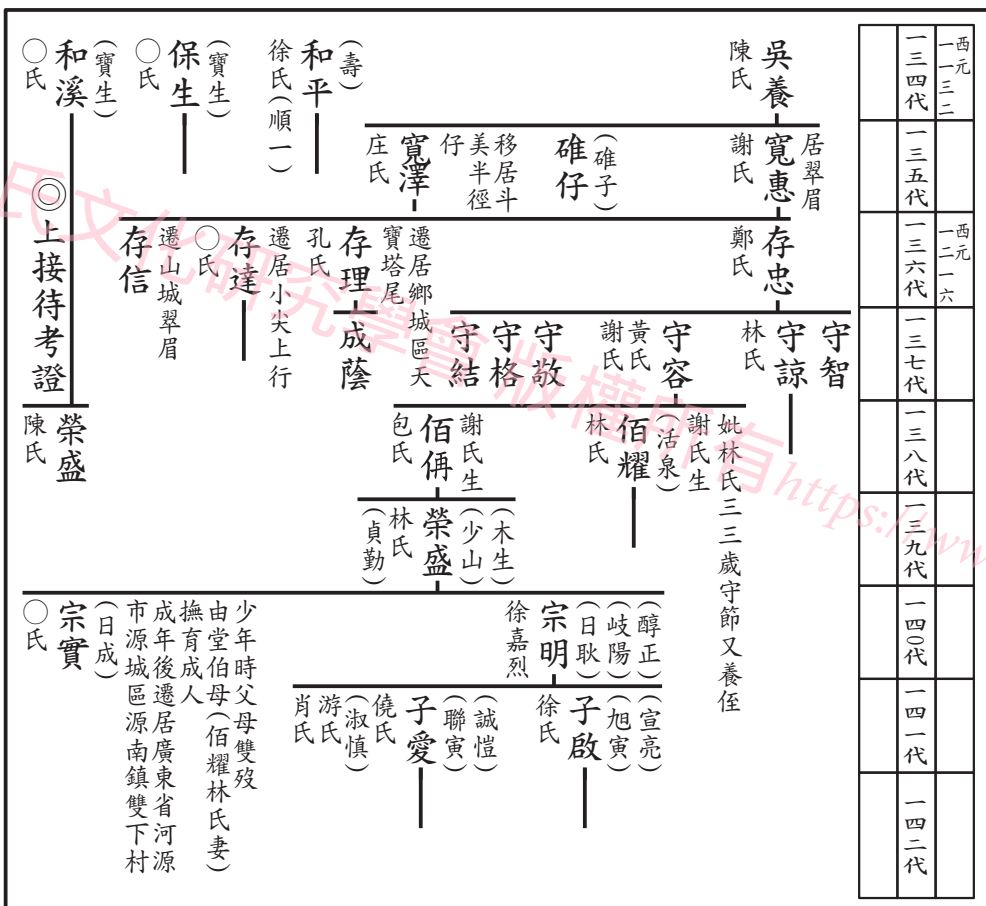 西元一一三二
一三四代
一三五代
西元一二一六
一三六代
一三七代
一三八代
一三九代
一四○代
一四一代
一四二代
吳養
陳氏
(壽)
和平
徐氏(順一)
(寶生)
保生
○氏
(寶生)
和溪
○氏
居翠眉
寬惠
謝氏
(碓子)
碓仔
移居斗
美半徑
仔
寬澤
庄氏
存忠
鄭氏
遷居鄉城區天
寶塔尾
存理
孔氏
遷居小尖上行
存達
○氏
遷山城翠眉
存信
◎上接待考證
守智
守諒
林氏
守容
黃氏
謝氏
守敬
守格
守結
成蔭
妣林氏三三歲守節又養侄
謝氏生
(活泉)
佰耀
林氏
謝氏生
佰侢
包氏
榮盛
陳氏
(木生)
(少山)
榮盛
林氏
(貞勤)
(醇正)
(岐陽)
(日耿)
宗明
徐嘉烈
少年時父母雙歿
由堂伯母(佰耀林氏妻)
撫育成人
成年後遷居廣東省河源
市源城區源南鎮雙下村
(日成)
宗實
○氏
(宣亮)
(旭寅)
子啟
徐氏
(誠愷)
(聯寅)
子愛
僥氏
(淑慎)
游氏
肖氏
氏文化研究學會 版權所有https://ww